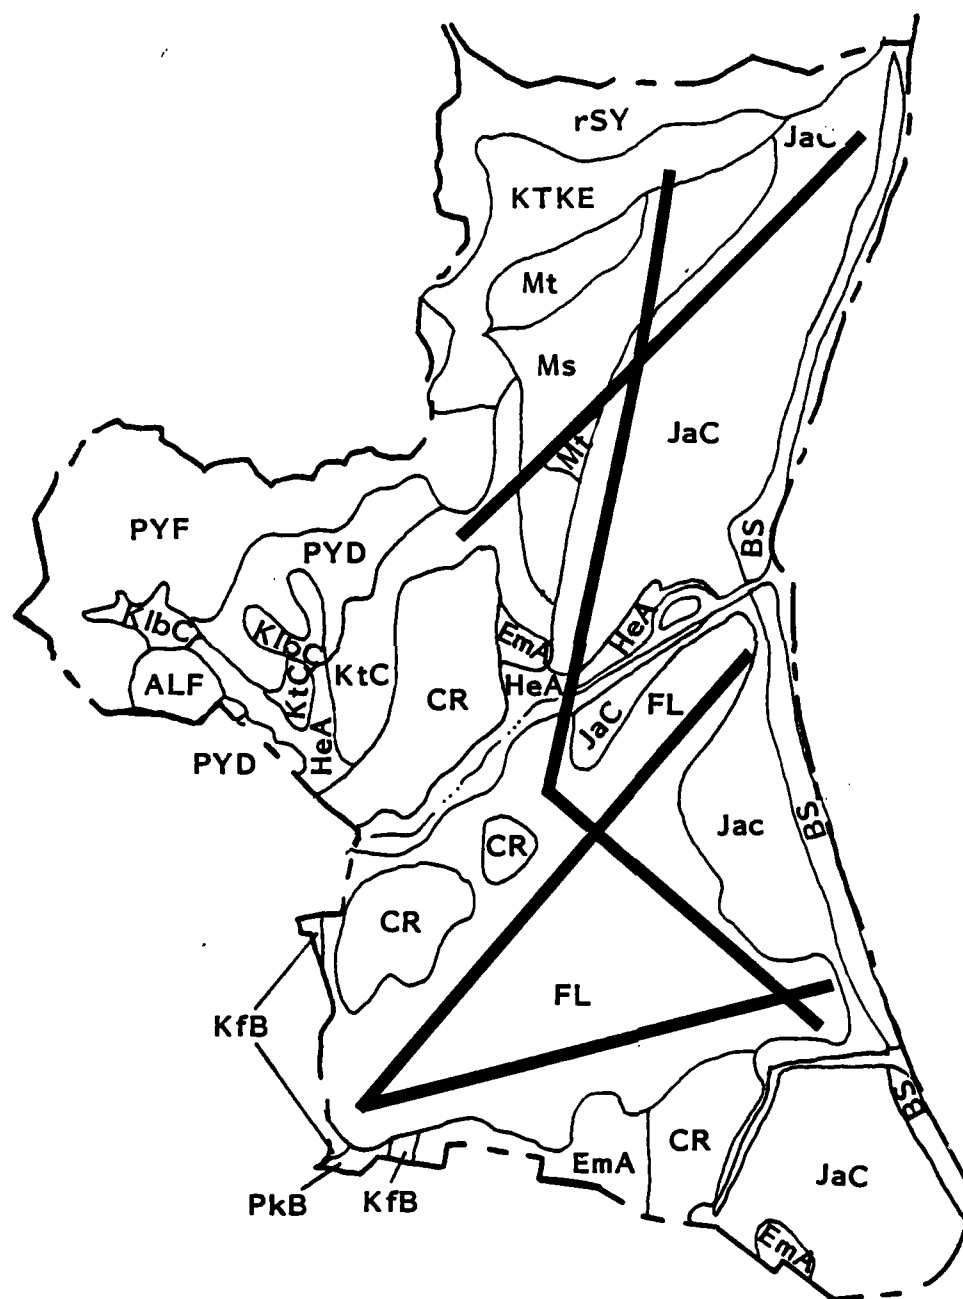 rSY
JaC
KTKE
Mt
Ms
JaC
Mt
PYF
PYD
BS
KlbC
KlbC
HeA
EmA
ALF
KtC
KtC
CR
HeA
FL
JaC
HeA
PYD
BS
Jac
CR
CR
FL
KfB
BS
CR
EmA
JaC
PkB
KfB
EmA